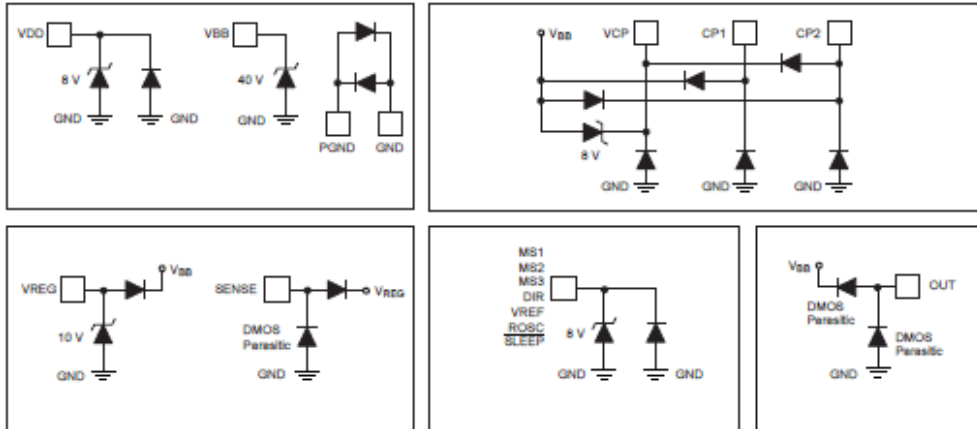 VDD
8 V
GND
GND
VBB
40 V
GND
PGND
GND
VBB
VCP
CP1
CP2
8 V
GND
GND
GND
VREG
VBB
10 V
GND
SENSE
VREG
DMOS
Parasitic
GND
MS1
MS2
MS3
DIR
VREF
ROSC
SLEEP
8 V
GND
GND
VBB
OUT
DMOS
Parasitic
DMOS
Parasitic
GND